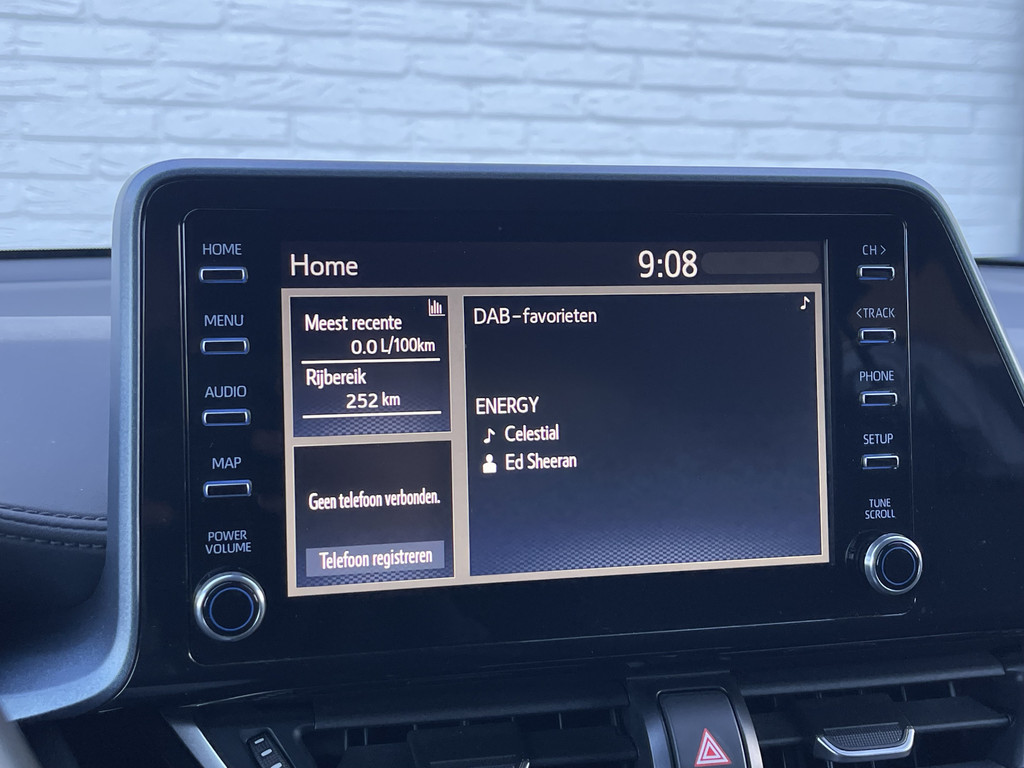 HOME
MENU
AUDIO
MAP
POWER
VOLUME
Home
9:08
Meest recente
0.0 L/100km
Rijbereik
252 km
Geen telefoon verbonden.
Telefoon registreren
DAB-favorieten
ENERGY
Celestial
Ed Sheeran
CH >
< TRACK
PHONE
SETUP
TUNE
SCROLL